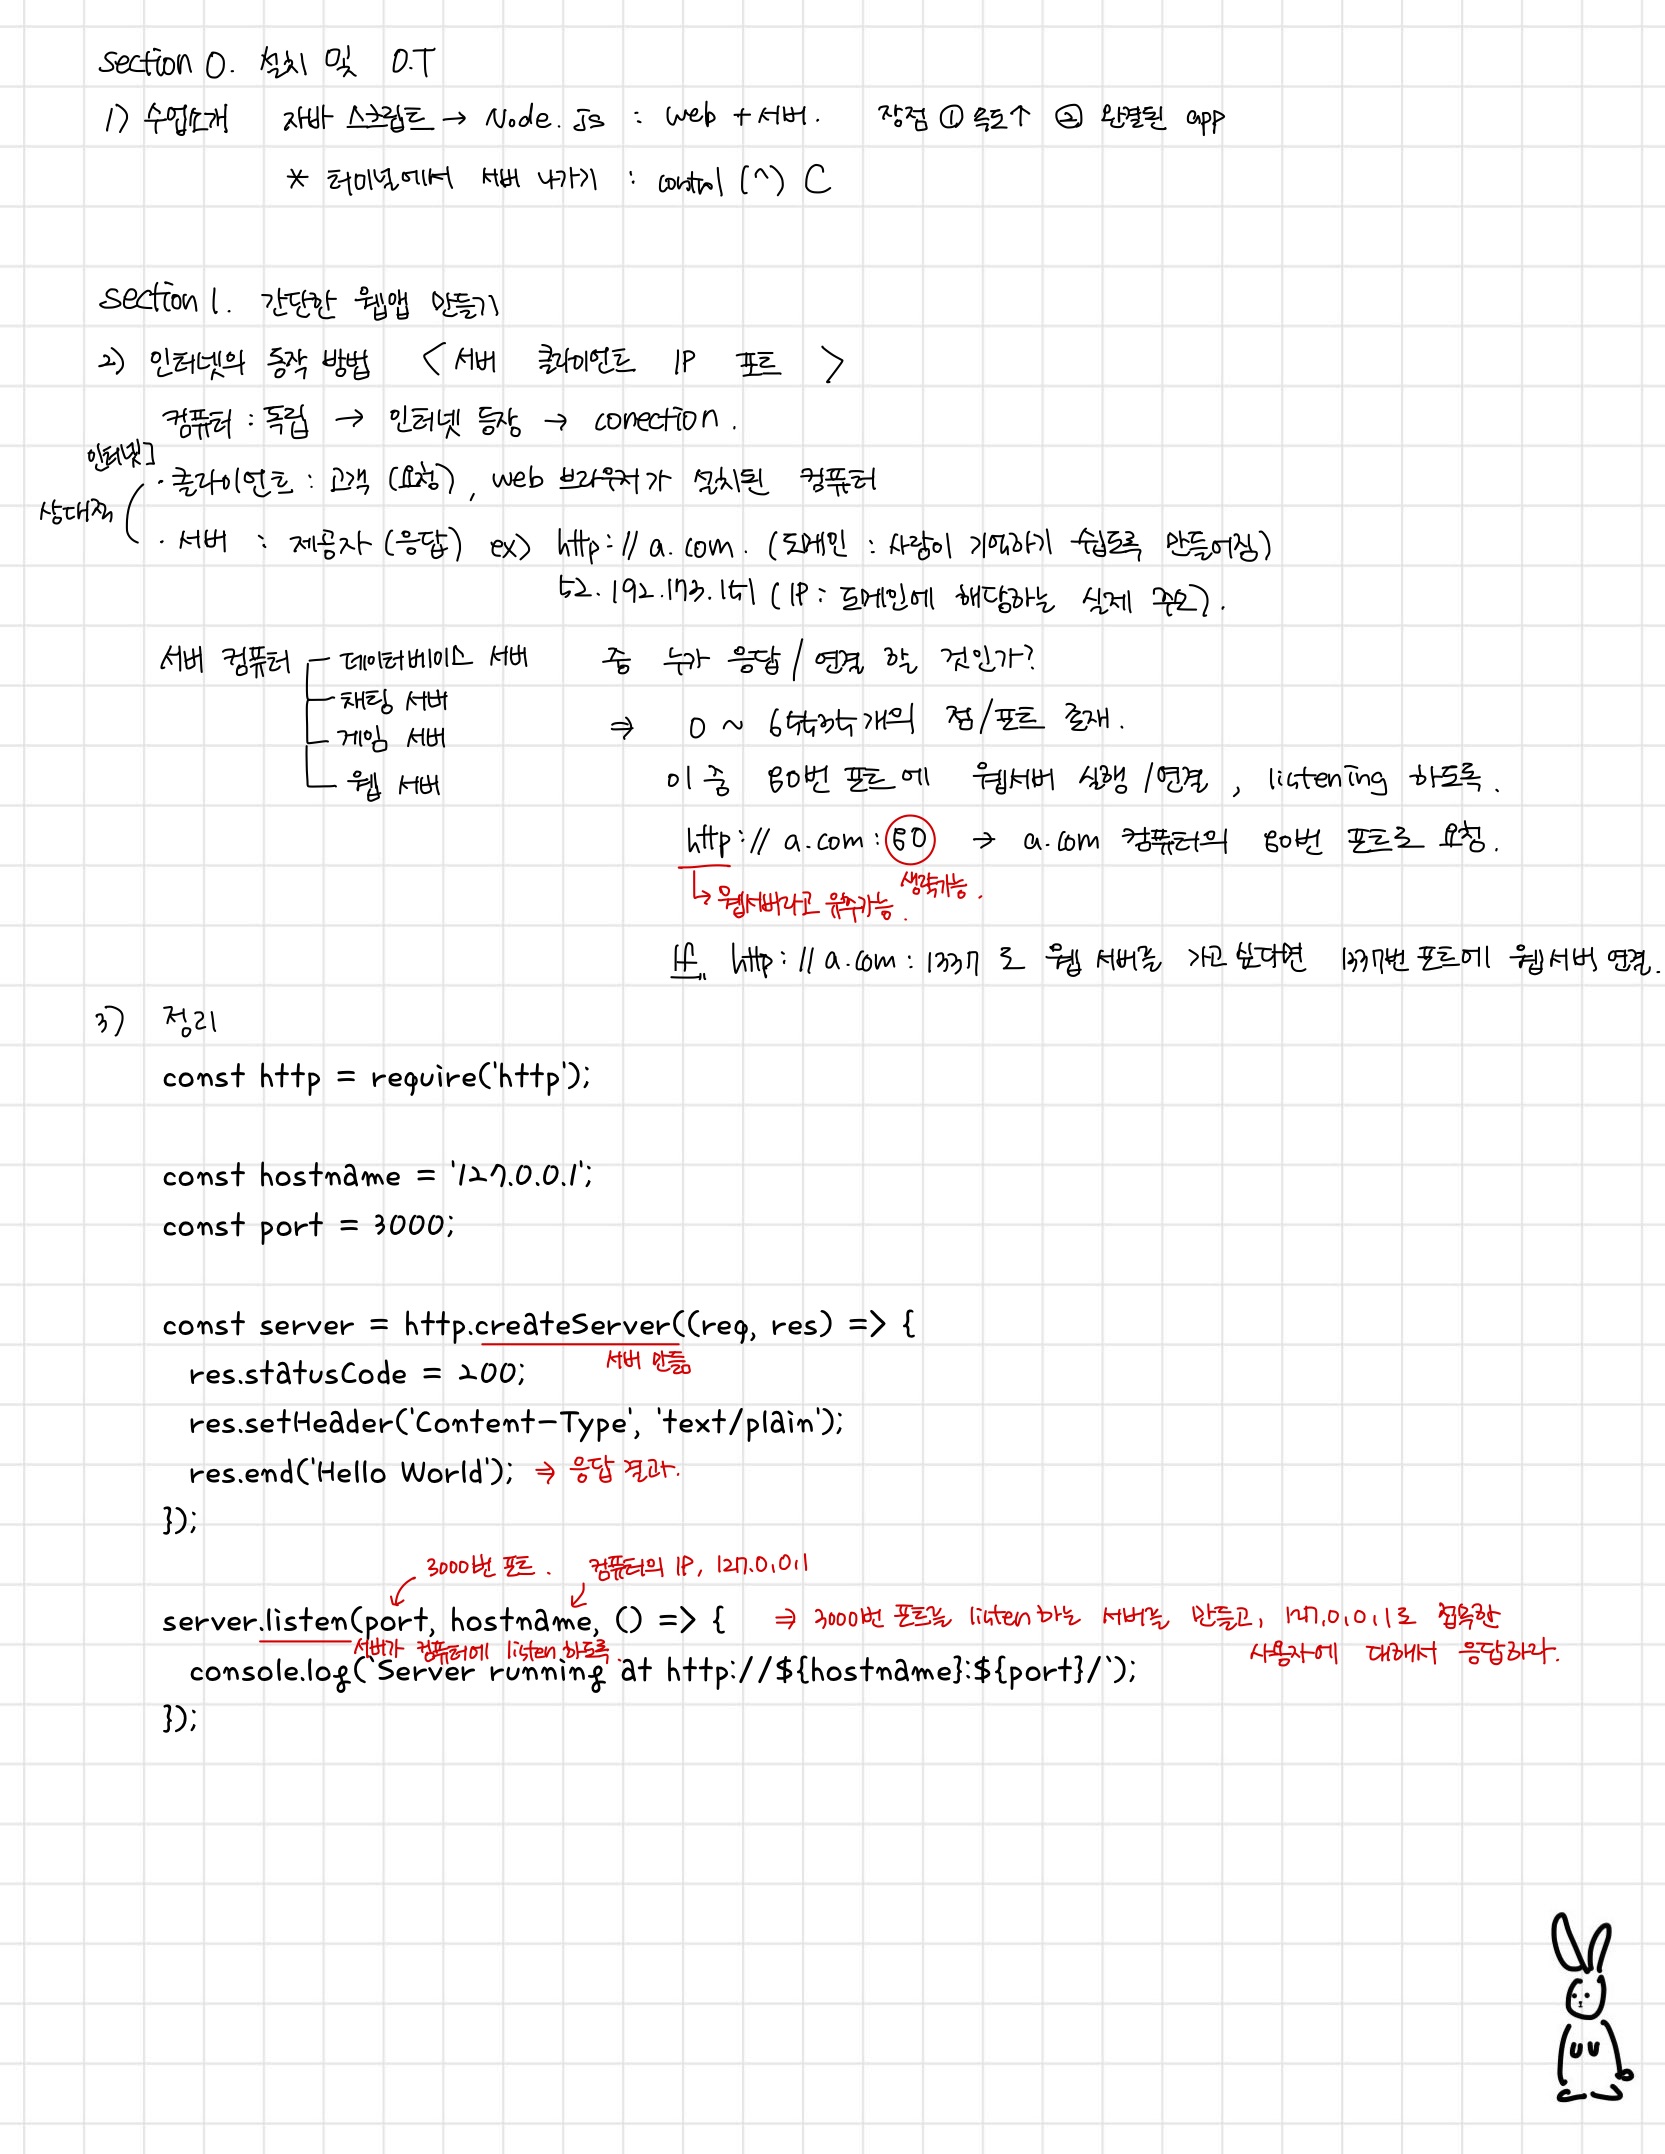 section 0. 설치 및 O.T
1) 수업소개 자바 스크립트 → Node.js : web + 서버. 장점 ① 속도↑ ② 완결된 app
* 터미널에서 서버 나가기 : control (^) C
section 1. 간단한 웹앱 만들기
2) 인터넷의 동작 방법 < 서버 클라이언트 IP 포트 >
컴퓨터 : 독립 → 인터넷 등장 → conection.
인터넷]
· 클라이언트 : 고객 (요청), web 브라우저가 설치된 컴퓨터
상대적
· 서버 : 제공자 (응답) ex) http://a.com. (도메인 : 사람이 기억하기 쉽도록 만들어짐)
52.192.173.151 (IP : 도메인에 해당하는 실제 주소).
서버 컴퓨터 데이터베이스 서버 중 누가 응답/연결 할 것인가?
채팅 서버
게임 서버 ⇒ 0 ~ 65535개의 점/포트 존재.
웹 서버 이 중 80번 포트에 웹서버 실행/연결, listening 하도록.
http://a.com:80 → a.com 컴퓨터의 80번 포트로 요청.
생략가능.
↳ 웹서버라고 유추가능.
If, http://a.com:1337 로 웹 서버를 가고 싶다면 1337번 포트에 웹서버 연결.
3) 정리
const http = require('http');
const hostname = '127.0.0.1';
const port = 3000;
const server = http.createServer((req, res) => {
서버 만듦
res.statusCode = 200;
res.setHeader('Content-Type', 'text/plain');
res.end('Hello World'); ⇒ 응답 결과.
});
3000번 포트. 컴퓨터의 IP, 127.0.0.1
server.listen(port, hostname, () => { ⇒ 3000번 포트를 listen하는 서버를 만들고, 127.0.0.1로 접속한
서버가 컴퓨터에 listen하도록. 사용자에 대해서 응답하라.
console.log(`Server running at http://${hostname}:${port}/`);
});